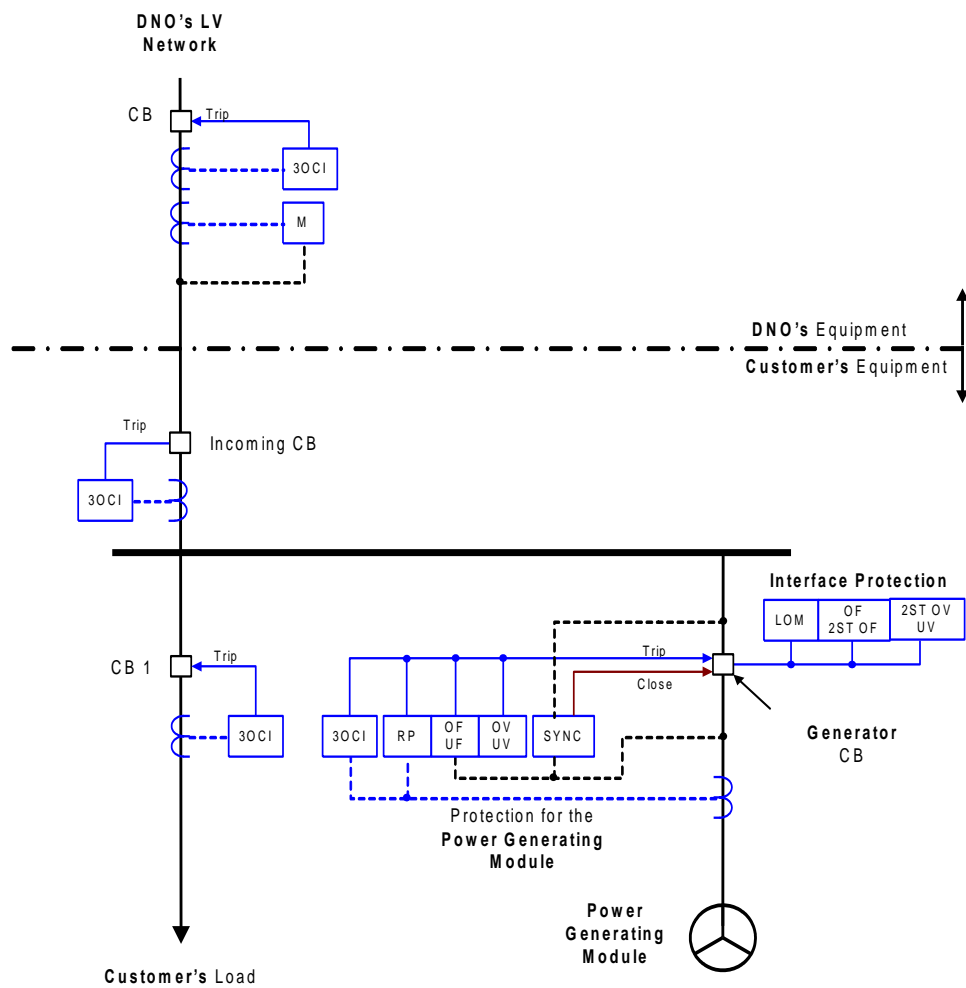 DNO's LV
Network
CB
Trip
3OCI
M
DNO's Equipment
Customer's Equipment
Trip
Incoming CB
3OCI
Interface Protection
LOM
OF
2ST OF
2ST OV
UV
CB 1
Trip
3OCI
Trip
Close
3OCI
RP
OF
UF
OV
UV
SYNC
Generator
CB
Protection for the
Power Generating
Module
Power
Generating
Module
Customer's Load